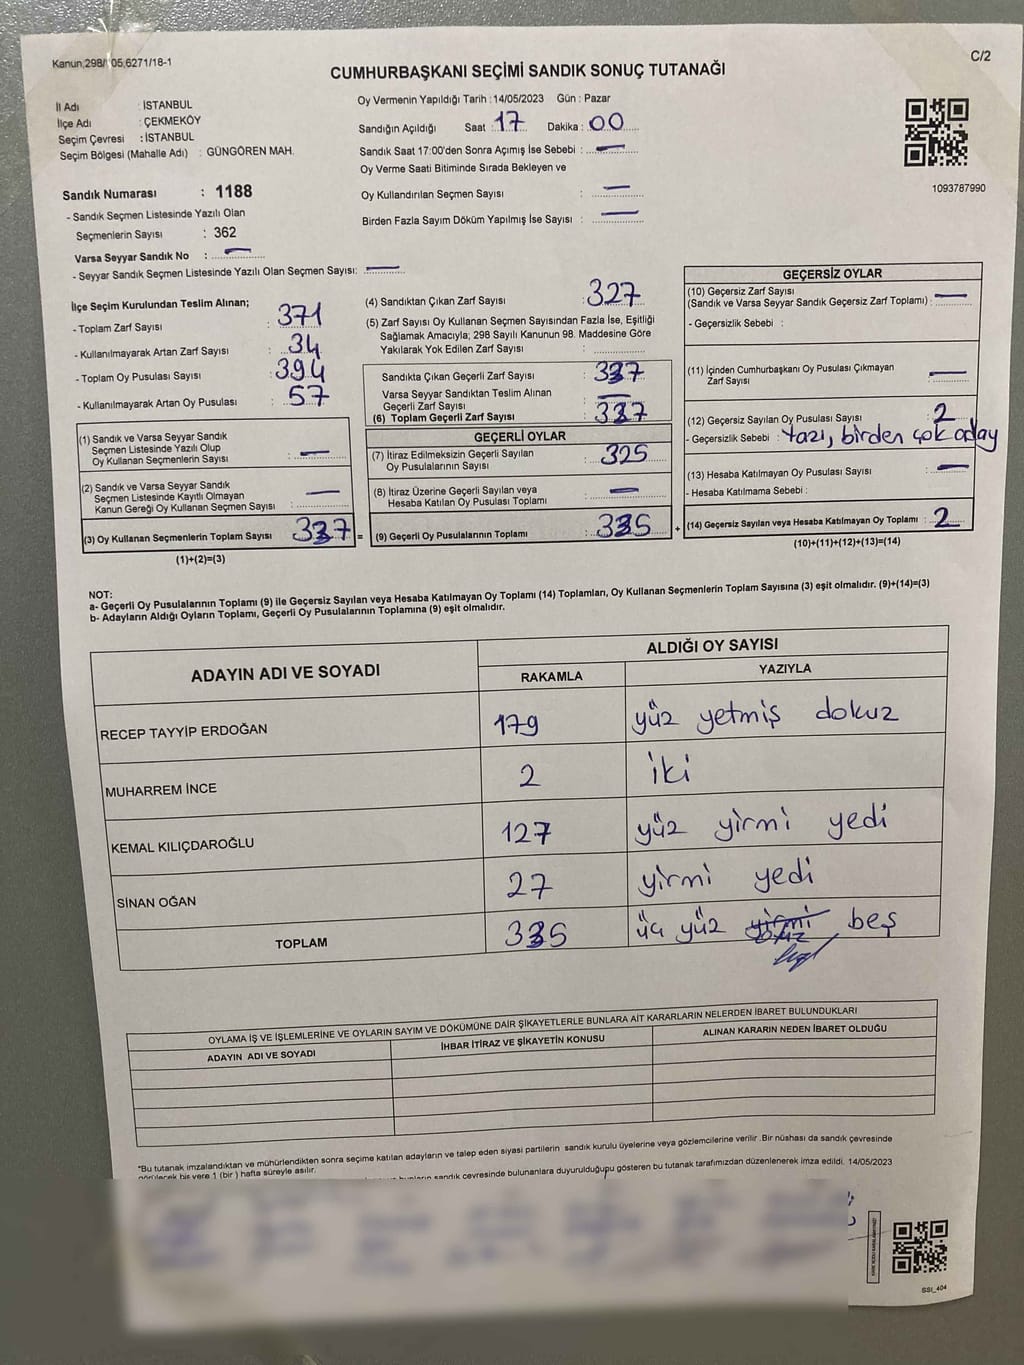 Kanun;298/ 05,6271/18-1
C/2
CUMHURBAŞKANI SEÇİMİ SANDIK SONUÇ TUTANAĞI
İl Adı : İSTANBUL
İlçe Adı : ÇEKMEKÖY
Seçim Çevresi : İSTANBUL
Seçim Bölgesi (Mahalle Adı) : GÜNGÖREN MAH.
Oy Vermenin Yapıldığı Tarih : 14/05/2023 Gün : Pazar
Sandığın Açıldığı Saat : 17 Dakika : 00
Sandık Saat 17:00'den Sonra Açımış İse Sebebi : —
Oy Verme Saati Bitiminde Sırada Bekleyen ve
Oy Kullandırılan Seçmen Sayısı : —
Birden Fazla Sayım Döküm Yapılmış İse Sayısı : —
1093787990
Sandık Numarası : 1188
- Sandık Seçmen Listesinde Yazılı Olan
Seçmenlerin Sayısı : 362
Varsa Seyyar Sandık No : —
- Seyyar Sandık Seçmen Listesinde Yazılı Olan Seçmen Sayısı: —
İlçe Seçim Kurulundan Teslim Alınan;
- Toplam Zarf Sayısı : 371
- Kullanılmayarak Artan Zarf Sayısı : 34
- Toplam Oy Pusulası Sayısı : 394
- Kullanılmayarak Artan Oy Pusulası : 57
(1) Sandık ve Varsa Seyyar Sandık
Seçmen Listesinde Yazılı Olup
Oy Kullanan Seçmenlerin Sayısı : —
(2) Sandık ve Varsa Seyyar Sandık
Seçmen Listesinde Kayıtlı Olmayan
Kanun Gereği Oy Kullanan Seçmen Sayısı : —
(3) Oy Kullanan Seçmenlerin Toplam Sayısı 337 =
(1)+(2)=(3)
(4) Sandıktan Çıkan Zarf Sayısı : 327
(5) Zarf Sayısı Oy Kullanan Seçmen Sayısından Fazla İse, Eşitliği
Sağlamak Amacıyla; 298 Sayılı Kanunun 98. Maddesine Göre
Yakılarak Yok Edilen Zarf Sayısı :
Sandıkta Çıkan Geçerli Zarf Sayısı : 337
Varsa Seyyar Sandıktan Teslim Alınan
Geçerli Zarf Sayısı : —
(6) Toplam Geçerli Zarf Sayısı : 337
GEÇERLİ OYLAR
(7) İtiraz Edilmeksizin Geçerli Sayılan
Oy Pusulalarının Sayısı : 325
(8) İtiraz Üzerine Geçerli Sayılan veya
Hesaba Katılan Oy Pusulası Toplamı : —
(9) Geçerli Oy Pusulalarının Toplamı : 335 +
GEÇERSİZ OYLAR
(10) Geçersiz Zarf Sayısı
(Sandık ve Varsa Seyyar Sandık Geçersiz Zarf Toplamı) : —
- Geçersizlik Sebebi :
(11) İçinden Cumhurbaşkanı Oy Pusulası Çıkmayan
Zarf Sayısı : —
(12) Geçersiz Sayılan Oy Pusulası Sayısı : 2
- Geçersizlik Sebebi : Yazı, birden çok aday
(13) Hesaba Katılmayan Oy Pusulası Sayısı : —
- Hesaba Katılmama Sebebi :
(14) Geçersiz Sayılan veya Hesaba Katılmayan Oy Toplamı : 2
(10)+(11)+(12)+(13)=(14)
NOT:
a- Geçerli Oy Pusulalarının Toplamı (9) ile Geçersiz Sayılan veya Hesaba Katılmayan Oy Toplamı (14) Toplamları, Oy Kullanan Seçmenlerin Toplam Sayısına (3) eşit olmalıdır. (9)+(14)=(3)
b- Adayların Aldığı Oyların Toplamı, Geçerli Oy Pusulalarının Toplamına (9) eşit olmalıdır.
ADAYIN ADI VE SOYADI
ALDIĞI OY SAYISI
RAKAMLA YAZIYLA
RECEP TAYYİP ERDOĞAN 179 yüz yetmiş dokuz
MUHARREM İNCE 2 iki
KEMAL KILIÇDAROĞLU 127 yüz yirmi yedi
SİNAN OĞAN 27 yirmi yedi
TOPLAM 335 üç yüz yirmi beş
OYLAMA İŞ VE İŞLEMLERİNE VE OYLARIN SAYIM VE DÖKÜMÜNE DAİR ŞİKAYETLERLE BUNLARA AİT KARARLARIN NELERDEN İBARET BULUNDUKLARI
ADAYIN ADI VE SOYADI İHBAR İTİRAZ VE ŞİKAYETİN KONUSU ALINAN KARARIN NEDEN İBARET OLDUĞU
*Bu tutanak imzalandıktan ve mühürlendikten sonra seçime katılan adayların ve talep eden siyasi partilerin sandık kurulu üyelerine veya gözlemcilerine verilir .Bir nüshası da sandık çevresinde
görülecek bir yere 1 (bir ) hafta süreyle asılır.
sandık çevresinde bulunanlara duyurulduğu gösteren bu tutanak tarafımızdan düzenlenerek imza edildi. 14/05/2023
SSI_404